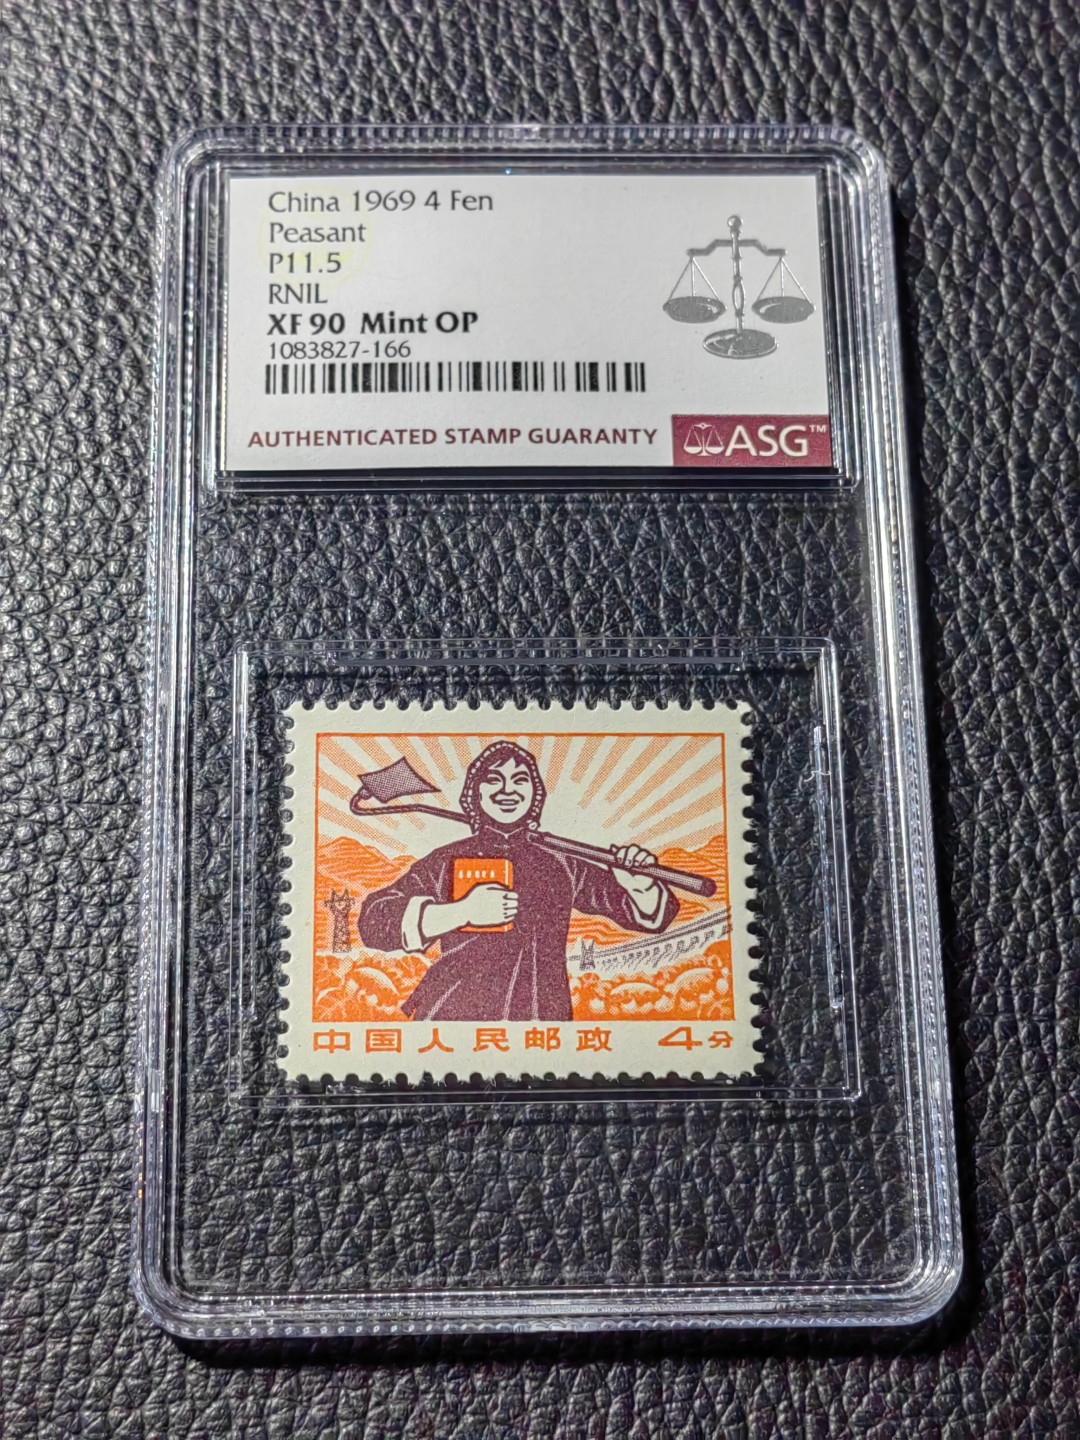 China 1969 4 Fen
Peasant
P11.5
RNIL
XF 90 Mint OP
1083827-166
AUTHENTICATED STAMP GUARANTY ASG™
中国人民邮政 4分